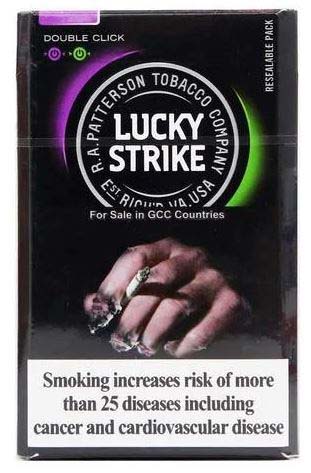 DOUBLE CLICK
RESEALABLE PACK
R.A.PATTERSON TOBACCO COMPANY
LUCKY
STRIKE
EST. RICH'D VA. USA
For Sale in GCC Countries
Smoking increases risk of more
than 25 diseases including
cancer and cardiovascular disease